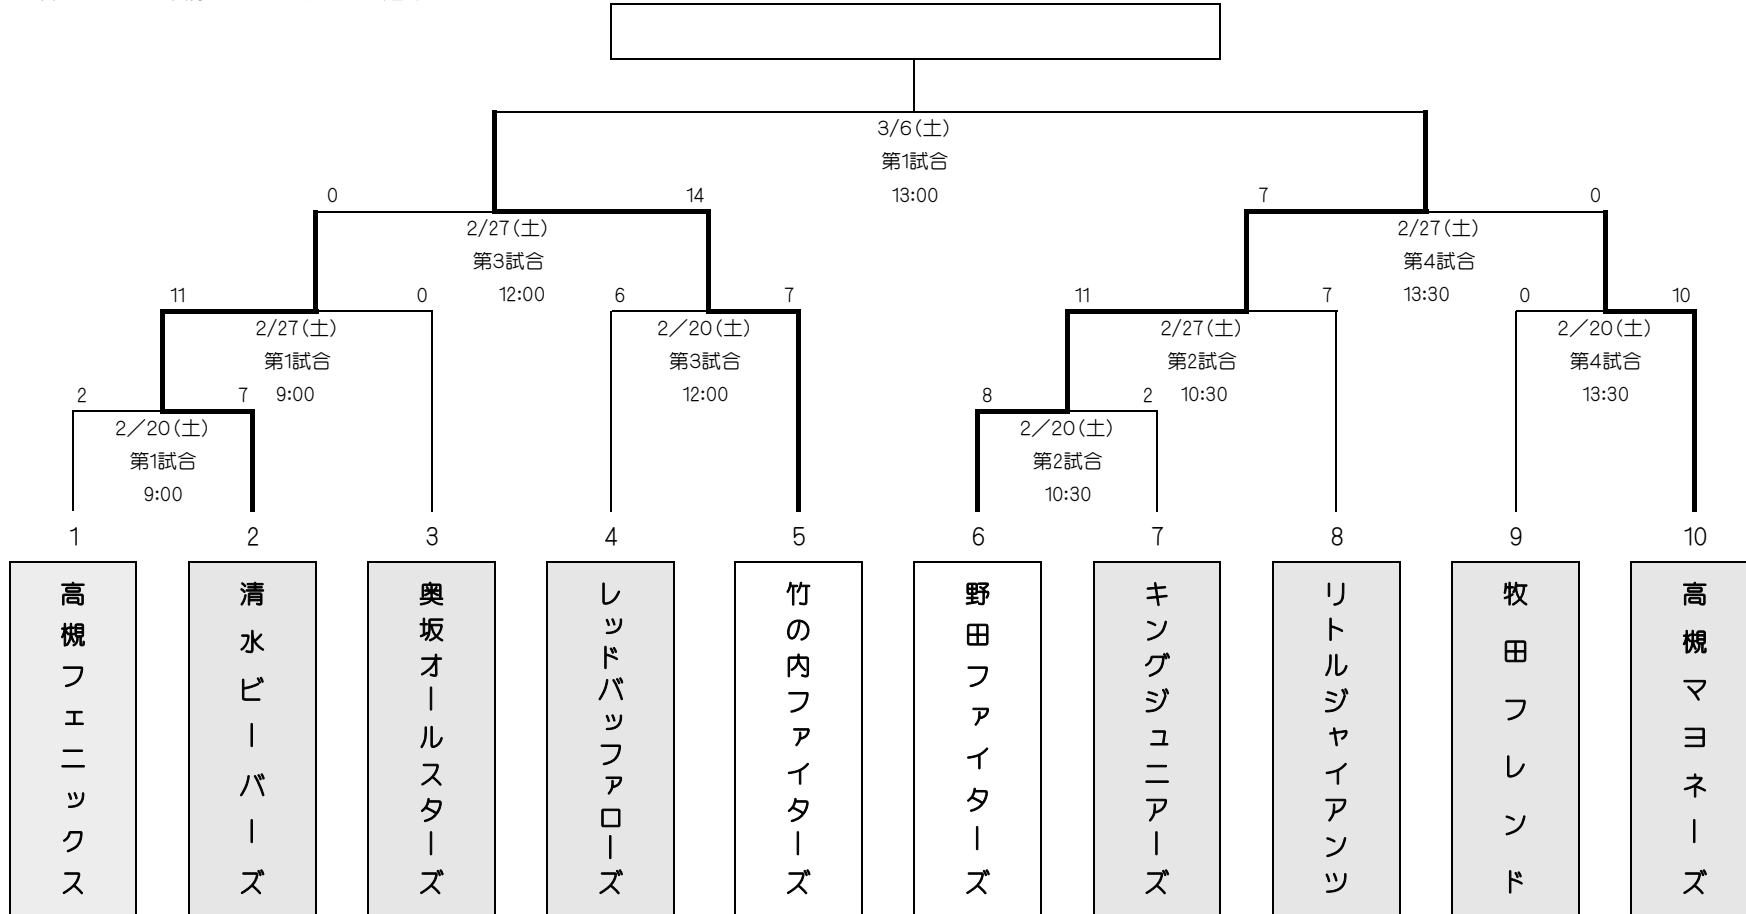 3/6(土)
第1試合
13:00
0
14
7
0
2/27(土)
第3試合
12:00
2/27(土)
第4試合
13:30
11
0
6
7
11
7
0
10
2/27(土)
第1試合
9:00
2/20(土)
第3試合
12:00
2/27(土)
第2試合
10:30
2/20(土)
第4試合
13:30
2
7
8
2
2/20(土)
第1試合
9:00
2/20(土)
第2試合
10:30
1
2
3
4
5
6
7
8
9
10
高槻フェニックス
清水ビーバーズ
奥坂オールスターズ
レッドバッファローズ
竹の内ファイターズ
野田ファイターズ
キングジュニアーズ
リトルジャイアンツ
牧田フレンド
高槻マヨネーズ